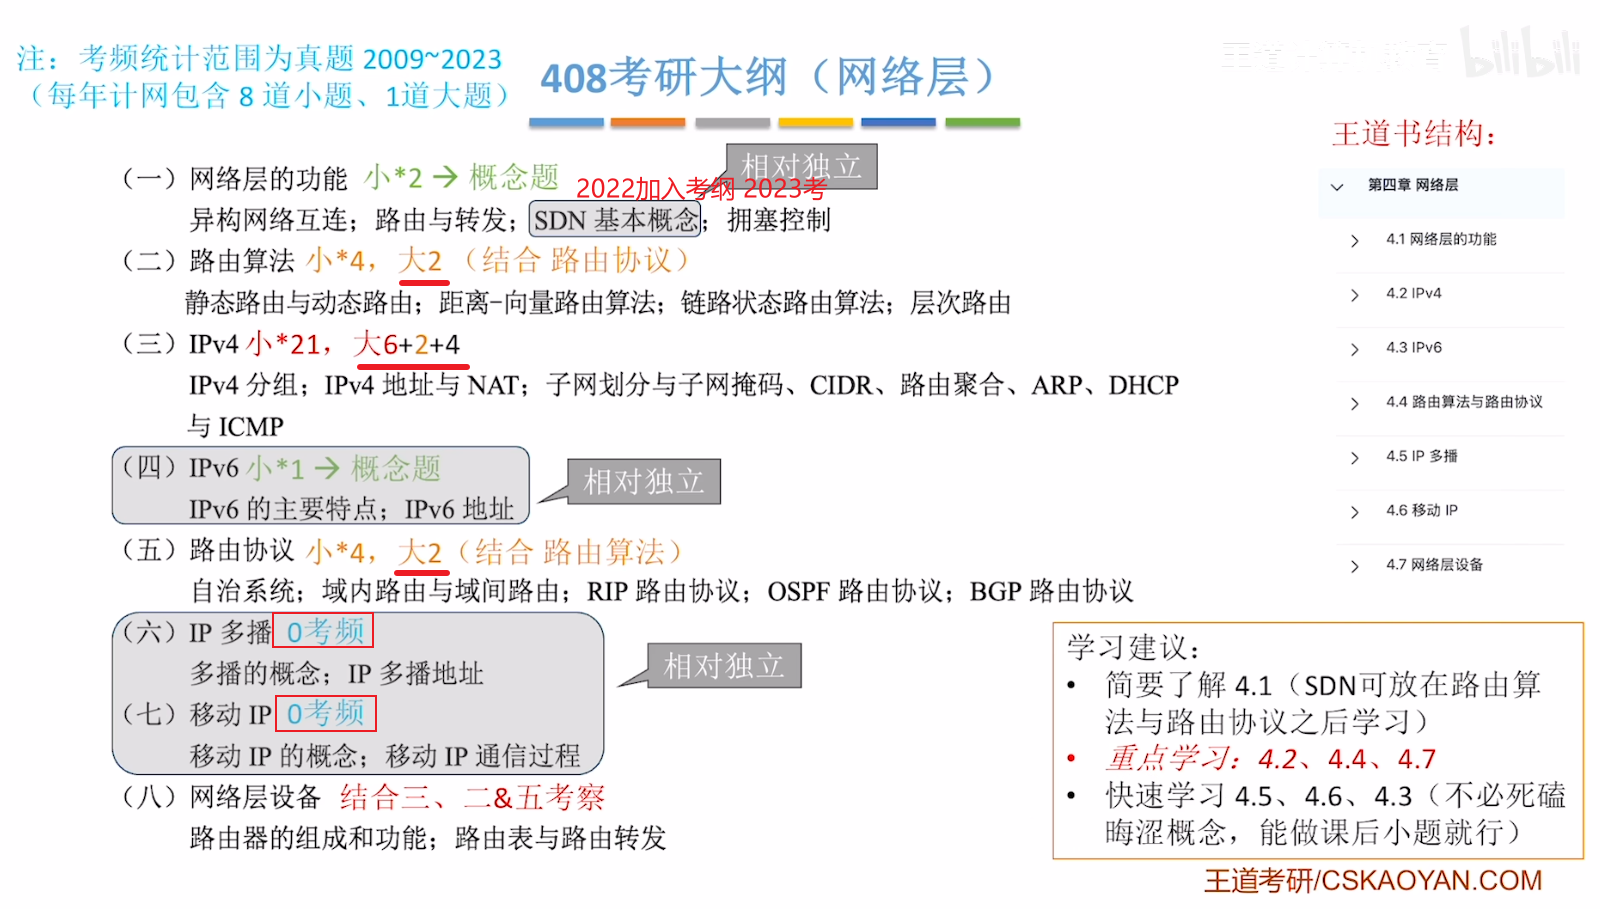 注：考频统计范围为真题 2009~2023
（每年计网包含 8 道小题、1道大题）
408考研大纲（网络层）
bilibili
（一）网络层的功能 小*2 → 概念题
相对独立
2022加入考纲 2023考
异构网络互连；路由与转发；SDN 基本概念；拥塞控制
（二）路由算法 小*4，大2（结合 路由协议）
静态路由与动态路由；距离-向量路由算法；链路状态路由算法；层次路由
（三）IPv4 小*21，大6+2+4
IPv4 分组；IPv4 地址与 NAT；子网划分与子网掩码、CIDR、路由聚合、ARP、DHCP
与 ICMP
（四）IPv6 小*1 → 概念题
IPv6 的主要特点；IPv6 地址
相对独立
（五）路由协议 小*4，大2（结合 路由算法）
自治系统；域内路由与域间路由；RIP 路由协议；OSPF 路由协议；BGP 路由协议
（六）IP 多播 0考频
多播的概念；IP 多播地址
相对独立
（七）移动 IP 0考频
移动 IP 的概念；移动 IP 通信过程
（八）网络层设备 结合三、二&五考察
路由器的组成和功能；路由表与路由转发
王道书结构：
第四章 网络层
4.1 网络层的功能
4.2 IPv4
4.3 IPv6
4.4 路由算法与路由协议
4.5 IP 多播
4.6 移动 IP
4.7 网络层设备
学习建议：
• 简要了解 4.1（SDN可放在路由算
法与路由协议之后学习）
• 重点学习：4.2、4.4、4.7
• 快速学习 4.5、4.6、4.3（不必死磕
晦涩概念，能做课后小题就行）
王道考研/CSKAOYAN.COM